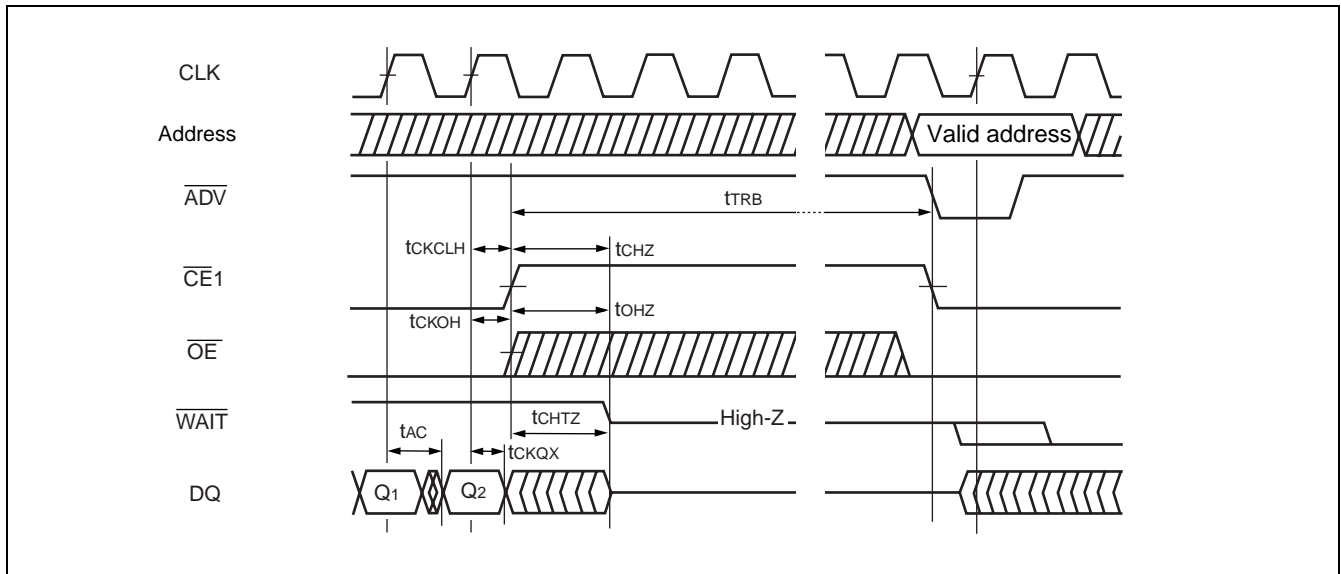 CLK
Address
Valid address
ADV
tTRB
tCKCLH
tCHZ
CE1
tCKOH
tOHZ
OE
WAIT
tCHTZ
High-Z
tAC
tCKQX
DQ
Q1
Q2